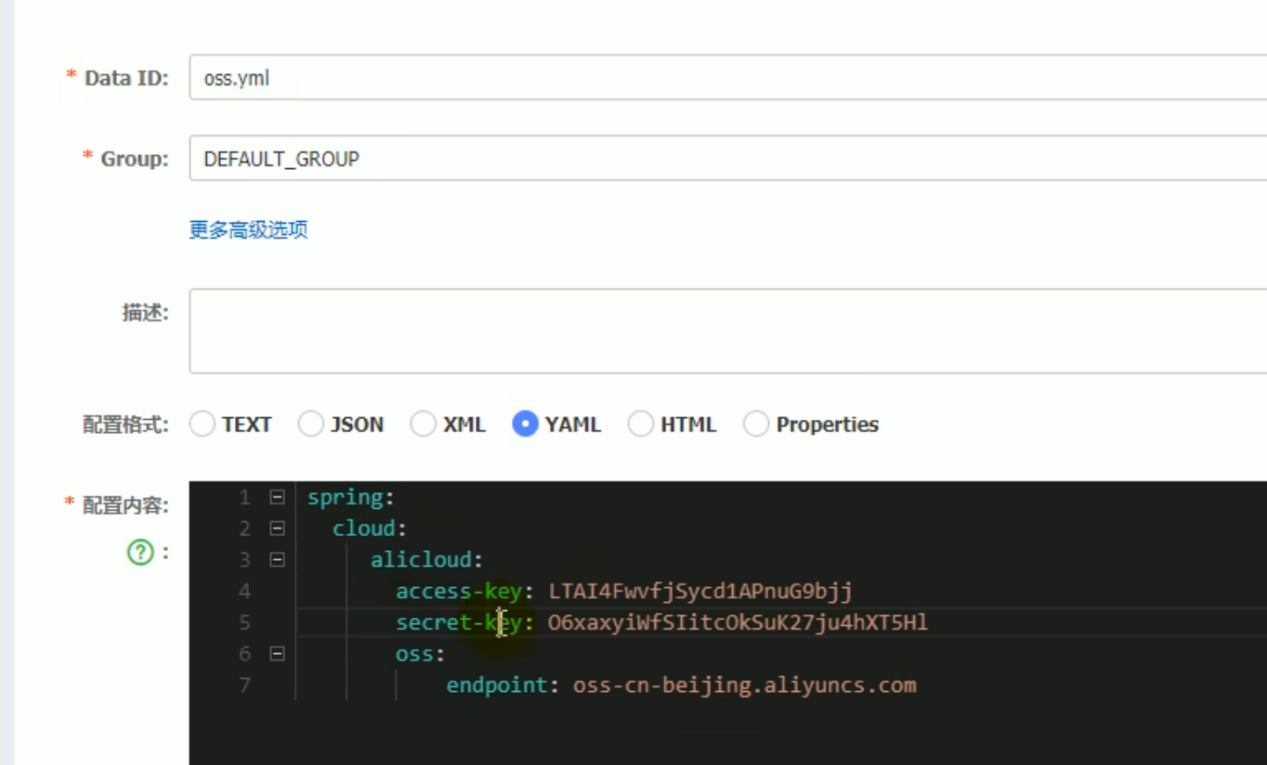 * Data ID: oss.yml
* Group: DEFAULT_GROUP
更多高级选项
描述:
配置格式: TEXT JSON XML YAML HTML Properties
* 配置内容:
? :
1 spring:
2 cloud:
3 alicloud:
4 access-key: LTAI4FwvfjSycd1APnuG9bjj
5 secret-key: O6xaxyiWfSIitcOkSuK27ju4hXT5Hl
6 oss:
7 endpoint: oss-cn-beijing.aliyuncs.com